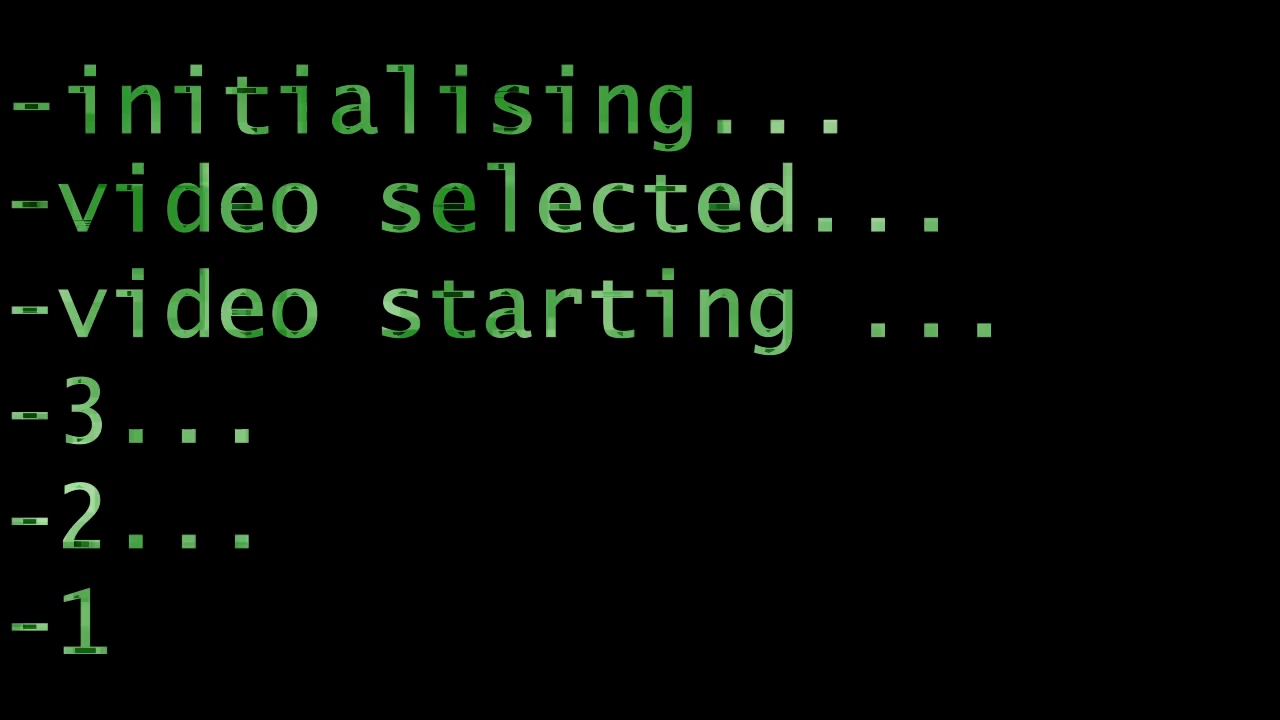 -initialising...
-video selected...
-video starting ...
-3...
-2...
-1